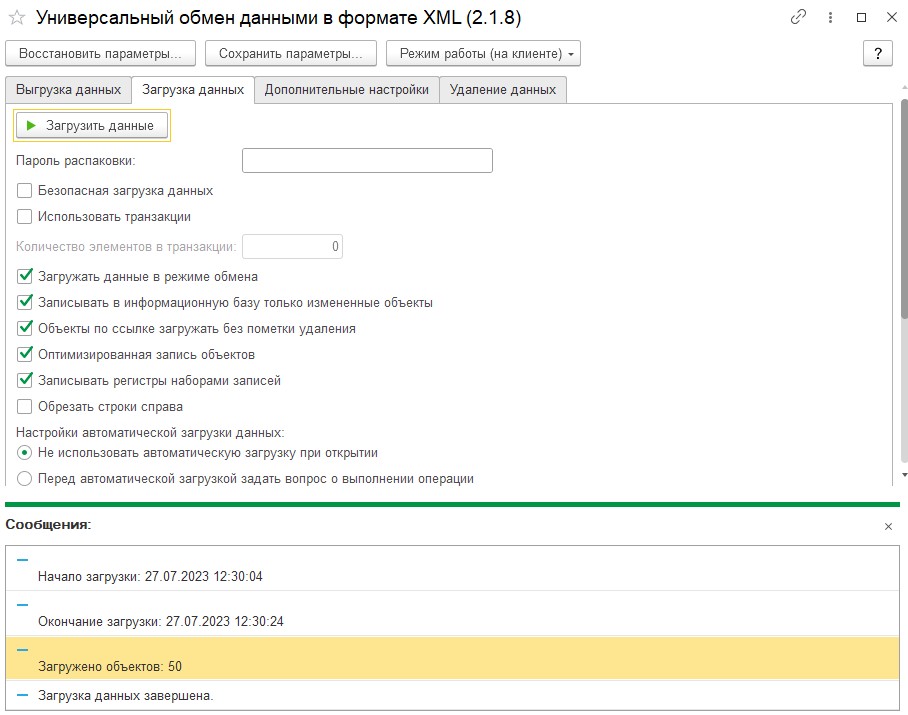 Универсальный обмен данными в формате XML (2.1.8)
Восстановить параметры... Сохранить параметры... Режим работы (на клиенте) ?
Выгрузка данных Загрузка данных Дополнительные настройки Удаление данных
Загрузить данные
Пароль распаковки:
Безопасная загрузка данных
Использовать транзакции
Количество элементов в транзакции: 0
Загружать данные в режиме обмена
Записывать в информационную базу только измененные объекты
Объекты по ссылке загружать без пометки удаления
Оптимизированная запись объектов
Записывать регистры наборами записей
Обрезать строки справа
Настройки автоматической загрузки данных:
Не использовать автоматическую загрузку при открытии
Перед автоматической загрузкой задать вопрос о выполнении операции
Сообщения:
Начало загрузки: 27.07.2023 12:30:04
Окончание загрузки: 27.07.2023 12:30:24
Загружено объектов: 50
Загрузка данных завершена.